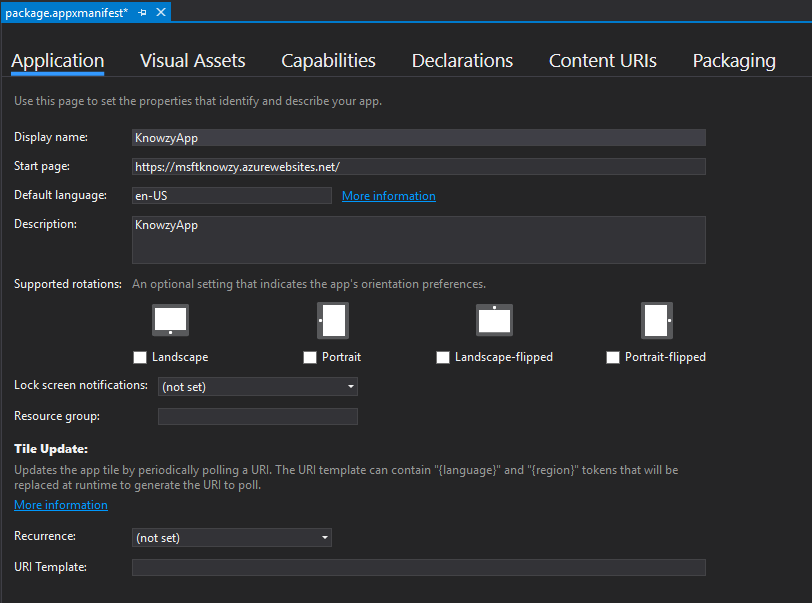 package.appxmanifest*
Application Visual Assets Capabilities Declarations Content URIs Packaging
Use this page to set the properties that identify and describe your app.
Display name: KnowzyApp
Start page: https://msftknowzy.azurewebsites.net/
Default language: en-US More information
Description: KnowzyApp
Supported rotations: An optional setting that indicates the app's orientation preferences.
Landscape Portrait Landscape-flipped Portrait-flipped
Lock screen notifications: (not set)
Resource group:
Tile Update:
Updates the app tile by periodically polling a URI. The URI template can contain "{language}" and "{region}" tokens that will be
replaced at runtime to generate the URI to poll.
More information
Recurrence: (not set)
URI Template: